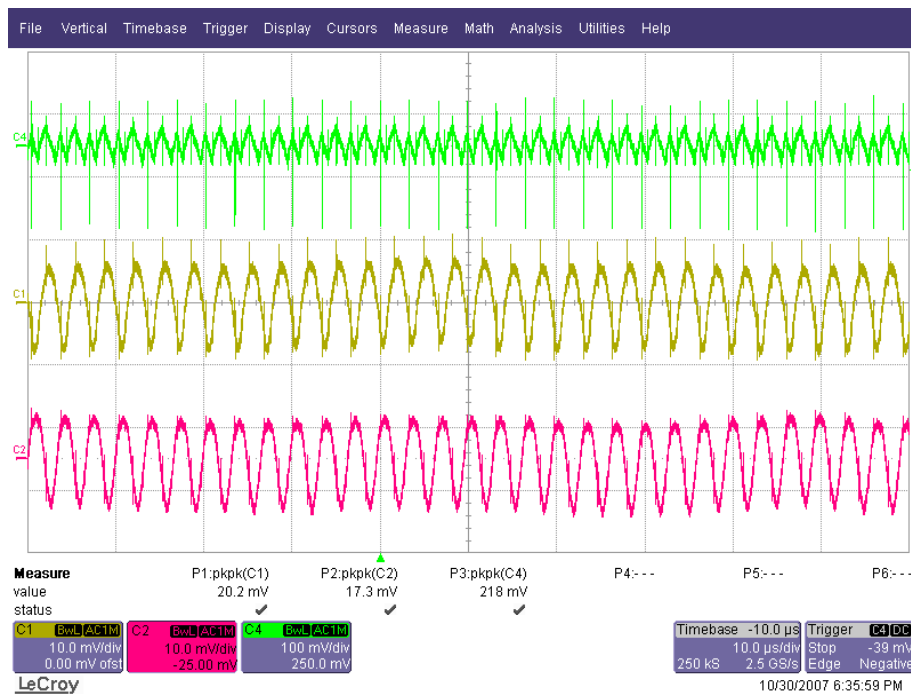 File Vertical Timebase Trigger Display Cursors Measure Math Analysis Utilities Help
C4
C1
C2
Measure P1:pkpk(C1) P2:pkpk(C2) P3:pkpk(C4) P4:- - - P5:- - - P6:- - -
value 20.2 mV 17.3 mV 218 mV
status ✔ ✔ ✔
C1 BwL AC1M C2 BwL AC1M C4 BwL AC1M Timebase -10.0 µs Trigger C4 DC
10.0 mV/div 10.0 mV/div 100 mV/div 10.0 µs/div Stop -39 mV
0.00 mV ofst -25.00 mV 250.0 mV 250 kS 2.5 GS/s Edge Negative
LeCroy 10/30/2007 6:35:59 PM